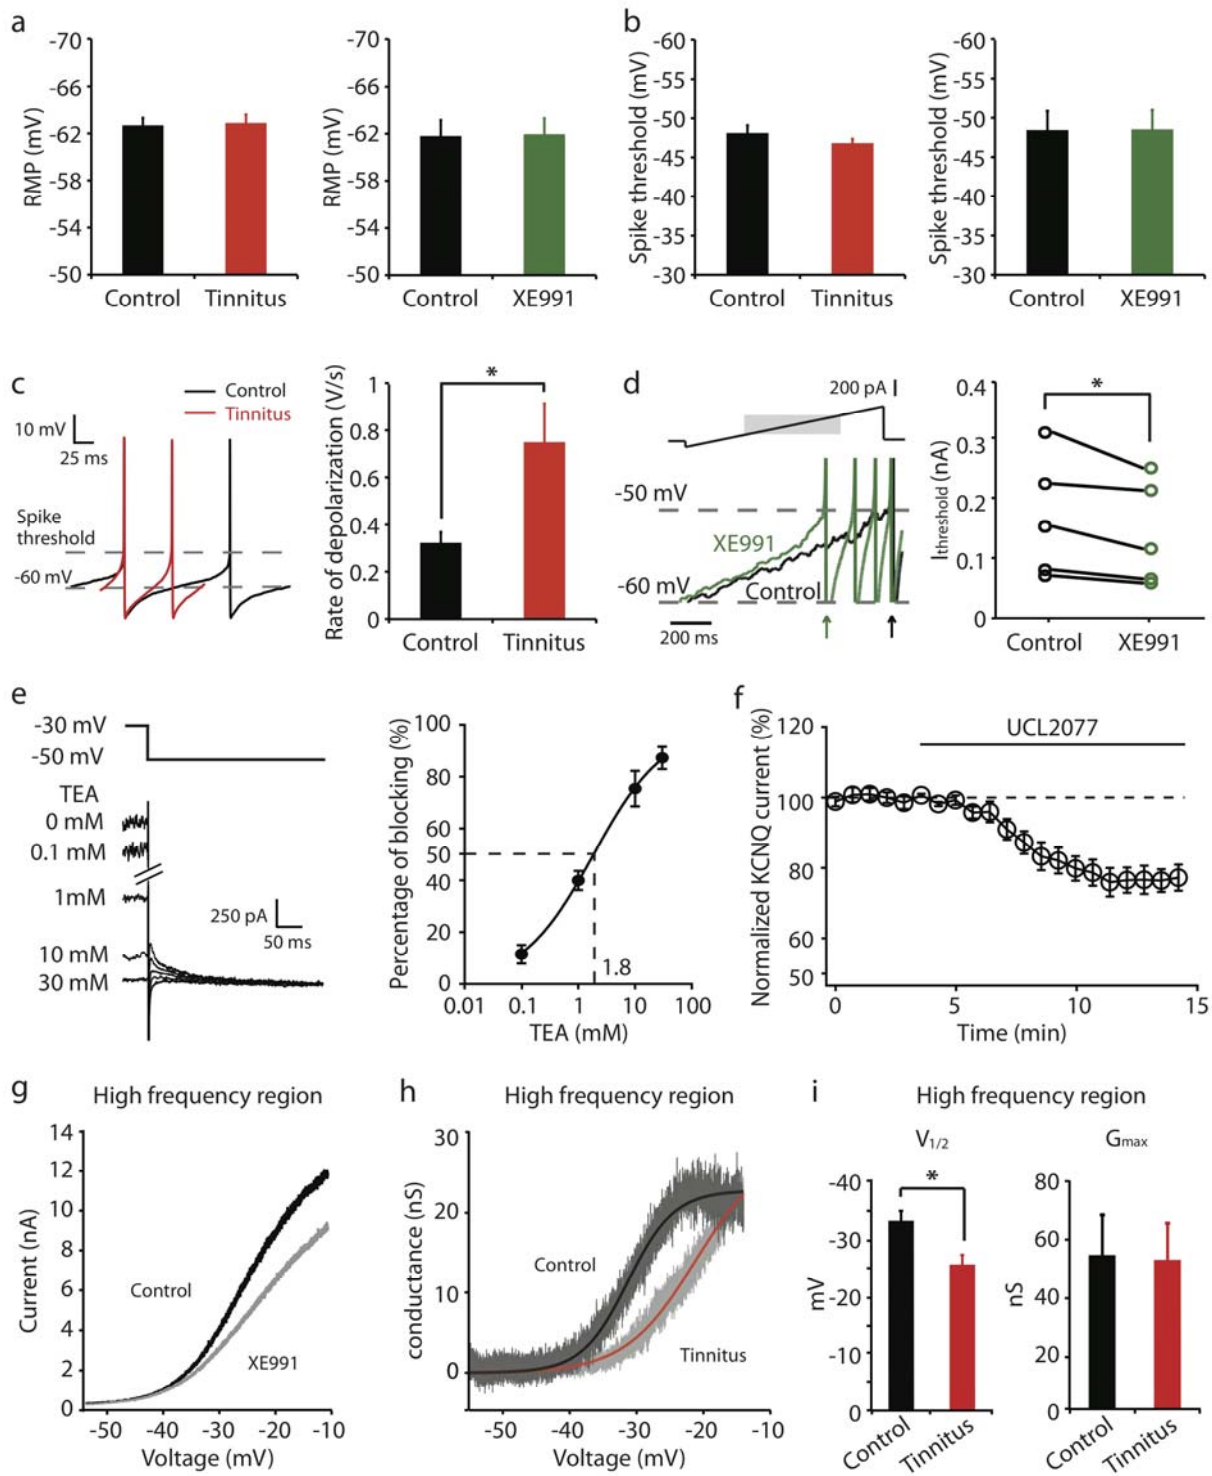 a
-70
-66
-62
-58
-54
-50
RMP (mV)
Control
Tinnitus
-70
-66
-62
-58
-54
-50
RMP (mV)
Control
XE991
b
-60
-55
-50
-45
-40
-35
-30
Spike threshold (mV)
Control
Tinnitus
-60
-55
-50
-45
-40
-35
-30
Spike threshold (mV)
Control
XE991
c
Control
Tinnitus
10 mV
25 ms
Spike
threshold
-60 mV
1
0.8
0.6
0.4
0.2
0
Rate of depolarization (V/s)
*
Control
Tinnitus
d
200 pA
-50 mV
XE991
-60 mV
Control
200 ms
0.4
0.3
0.2
0.1
0
Ithreshold (nA)
*
Control
XE991
e
-30 mV
-50 mV
TEA
0 mM
0.1 mM
1mM
10 mM
30 mM
250 pA
50 ms
100
80
60
50
40
20
0
Percentage of blocking (%)
1.8
0.01
0.1
1
10
100
TEA (mM)
f
120
100
80
60
50
Normalized KCNQ current (%)
UCL2077
0
5
10
15
Time (min)
g
High frequency region
14
12
10
8
6
4
2
0
Current (nA)
Control
XE991
-50
-40
-30
-20
-10
Voltage (mV)
h
High frequency region
30
20
10
0
conductance (nS)
Control
Tinnitus
-50
-40
-30
-20
-10
Voltage (mV)
i
High frequency region
V1/2
-40
-30
-20
-10
0
mV
*
Control
Tinnitus
Gmax
80
60
40
20
0
nS
Control
Tinnitus